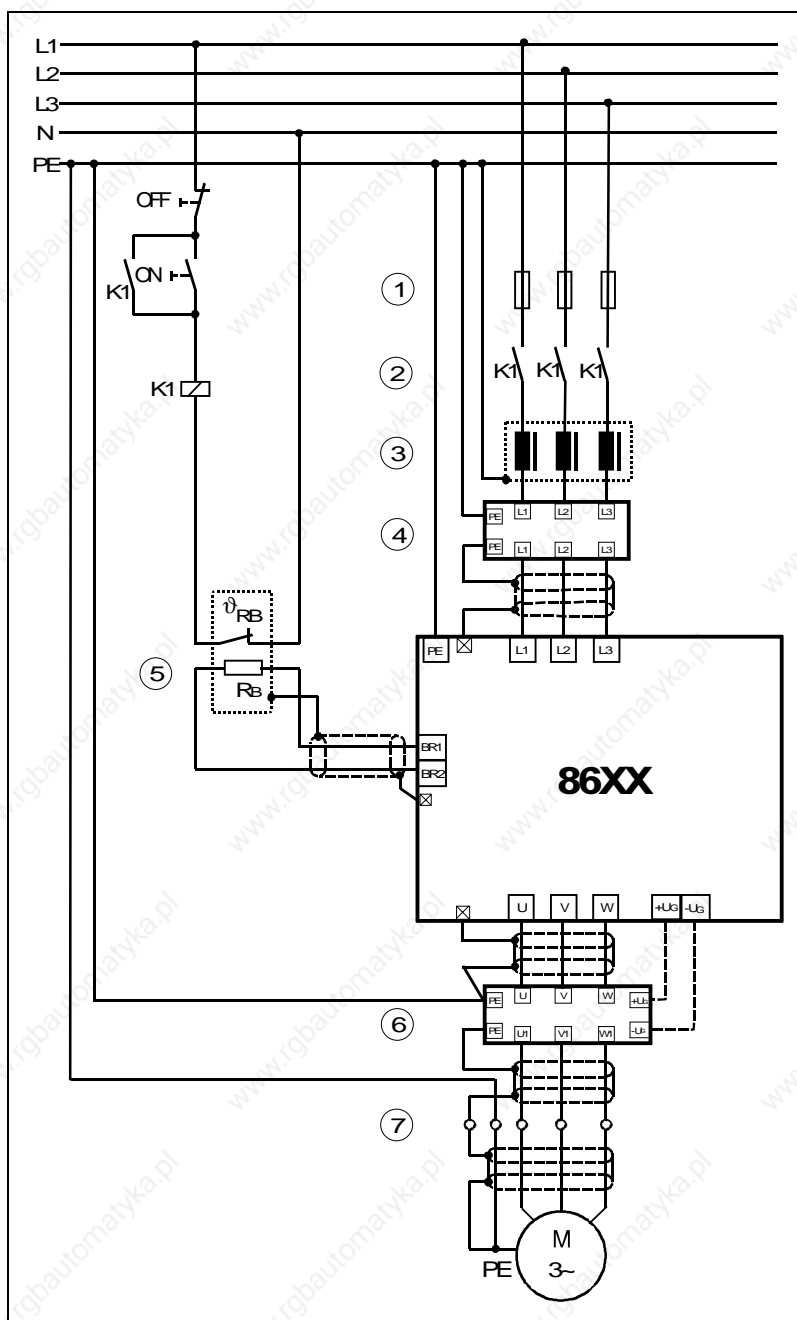 L1
L2
L3
N
PE
OFF
ON
K1
K1
1
2
K1 K1 K1
3
4
PE L1 L2 L3
PE L1 L2 L3
ϑ RB
RB
5
PE L1 L2 L3
BR1
BR2
86XX
U V W +UG -UG
6
PE U V W +UG
PE U1 V1 W1 -UG
7
M
3~
PE
www.rgbautomatyka.pl